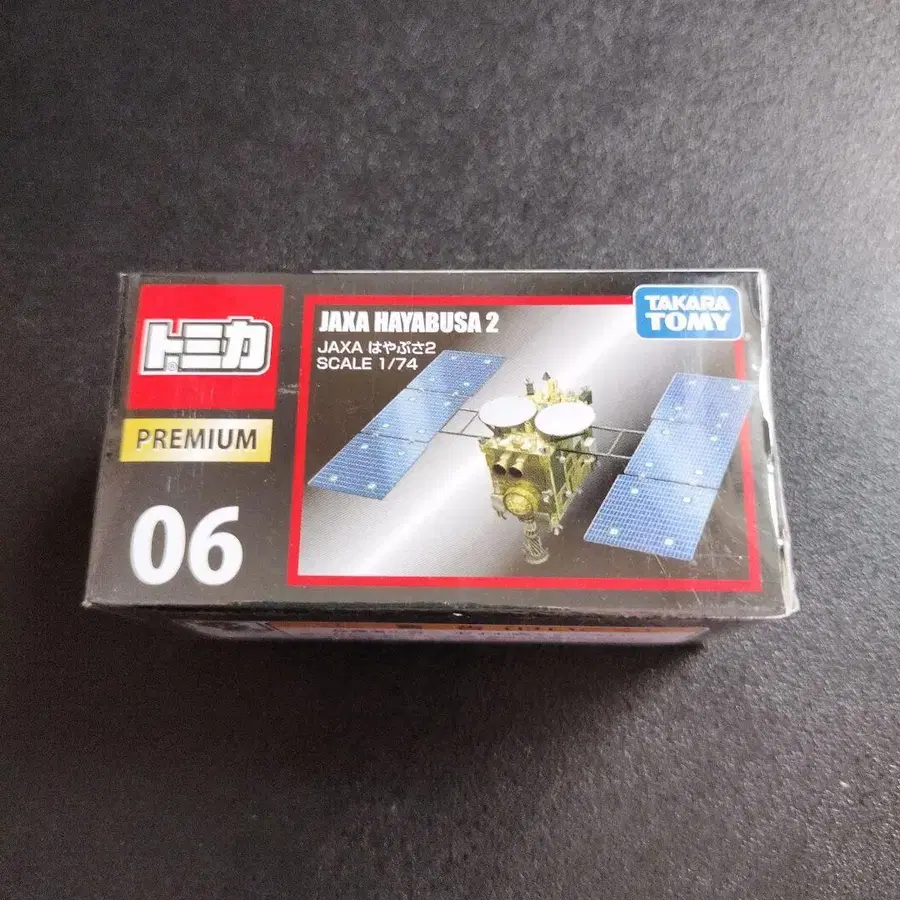 トミカ
PREMIUM
06
JAXA HAYABUSA 2
JAXA はやぶさ2
SCALE 1/74
TAKARA
TOMY